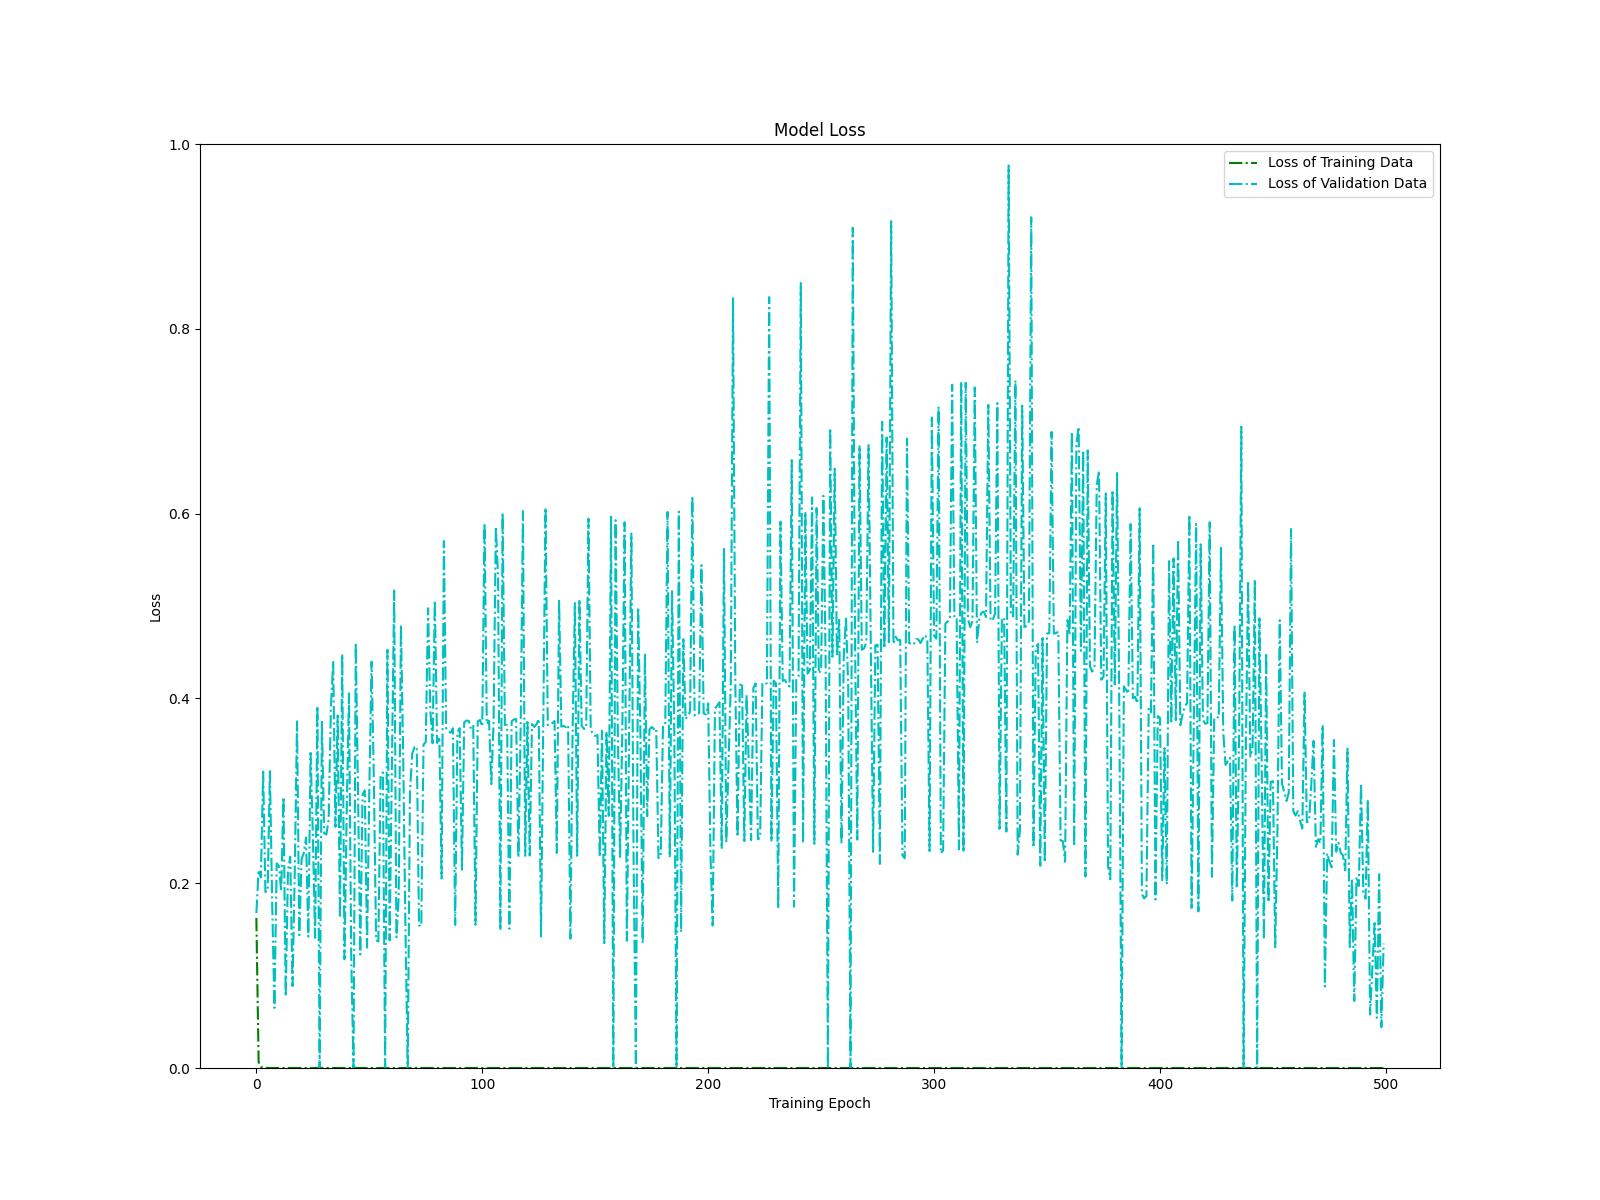 Model Loss
1.0
0.8
0.6
0.4
0.2
0.0
Loss
Loss of Training Data
Loss of Validation Data
0 100 200 300 400 500
Training Epoch